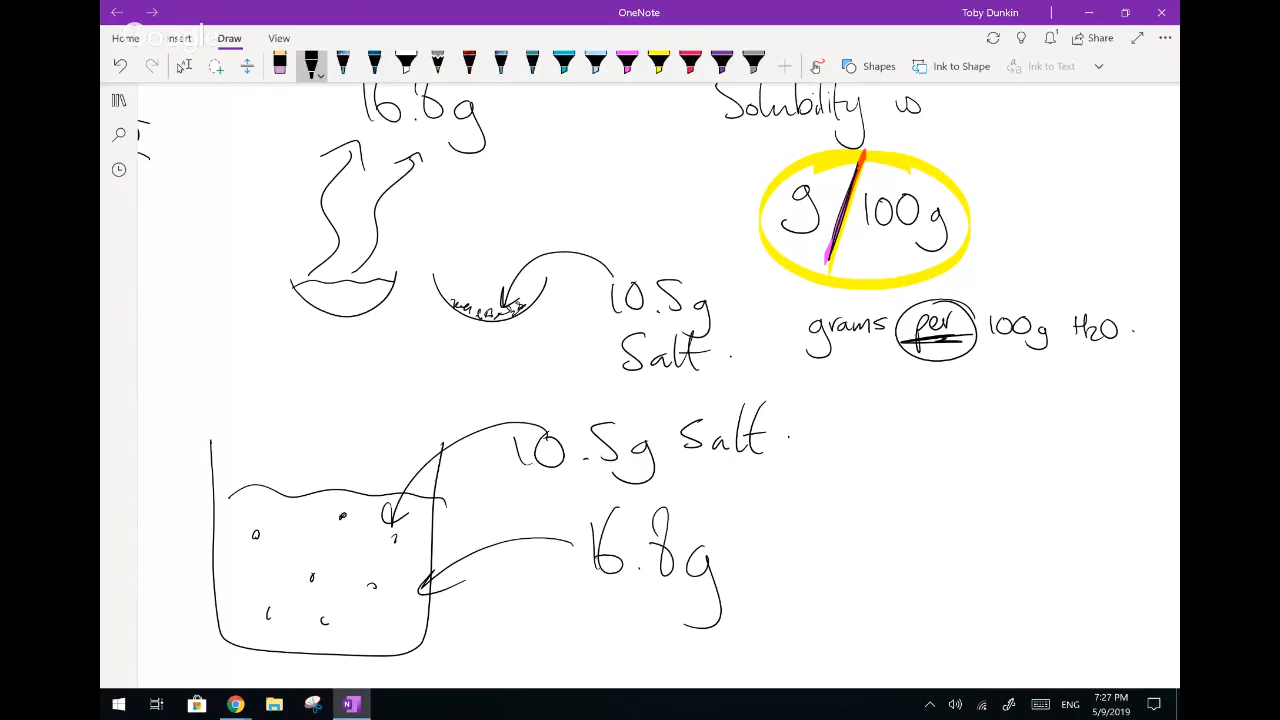 OneNote
Toby Dunkin
Home Insert Draw View
Google
Share
Shapes
Ink to Shape
Ink to Text
16.8g
Solubility is
g / 100g
10.5g
Salt.
grams per 100g H2O.
10.5g Salt.
16.8g
ENG
7:27 PM
5/9/2019